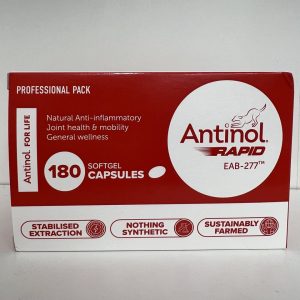 PROFESSIONAL PACK
Antinol® FOR LIFE
Natural Anti-inflammatory
Joint health & mobility
General wellness
180 SOFTGEL
CAPSULES
Antinol®
RAPID
EAB-277™
STABILISED
EXTRACTION
NOTHING
SYNTHETIC
SUSTAINABLY
FARMED